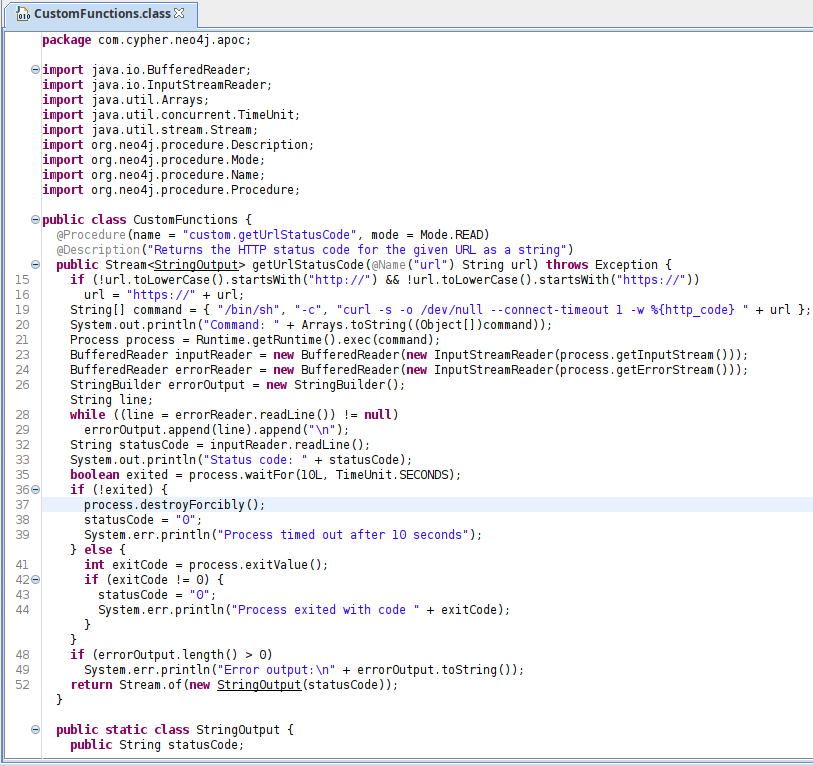 CustomFunctions.class
package com.cypher.neo4j.apoc;
import java.io.BufferedReader;
import java.io.InputStreamReader;
import java.util.Arrays;
import java.util.concurrent.TimeUnit;
import java.util.stream.Stream;
import org.neo4j.procedure.Description;
import org.neo4j.procedure.Mode;
import org.neo4j.procedure.Name;
import org.neo4j.procedure.Procedure;
public class CustomFunctions {
@Procedure(name = "custom.getUrlStatusCode", mode = Mode.READ)
@Description("Returns the HTTP status code for the given URL as a string")
public Stream<StringOutput> getUrlStatusCode(@Name("url") String url) throws Exception {
15 if (!url.toLowerCase().startsWith("http://") && !url.toLowerCase().startsWith("https://"))
16 url = "https://" + url;
19 String[] command = { "/bin/sh", "-c", "curl -s -o /dev/null --connect-timeout 1 -w %{http_code} " + url };
20 System.out.println("Command: " + Arrays.toString((Object[])command));
21 Process process = Runtime.getRuntime().exec(command);
23 BufferedReader inputReader = new BufferedReader(new InputStreamReader(process.getInputStream()));
24 BufferedReader errorReader = new BufferedReader(new InputStreamReader(process.getErrorStream()));
26 StringBuilder errorOutput = new StringBuilder();
String line;
28 while ((line = errorReader.readLine()) != null)
29 errorOutput.append(line).append("\n");
32 String statusCode = inputReader.readLine();
33 System.out.println("Status code: " + statusCode);
35 boolean exited = process.waitFor(10L, TimeUnit.SECONDS);
36 if (!exited) {
37 process.destroyForcibly();
38 statusCode = "0";
39 System.err.println("Process timed out after 10 seconds");
} else {
41 int exitCode = process.exitValue();
42 if (exitCode != 0) {
43 statusCode = "0";
44 System.err.println("Process exited with code " + exitCode);
}
}
48 if (errorOutput.length() > 0)
49 System.err.println("Error output:\n" + errorOutput.toString());
52 return Stream.of(new StringOutput(statusCode));
}
public static class StringOutput {
public String statusCode;